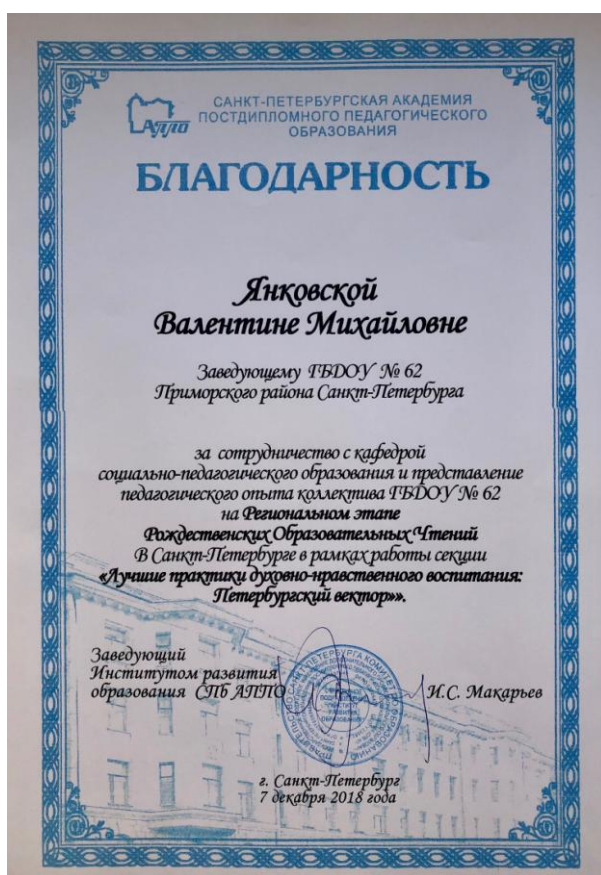 САНКТ-ПЕТЕРБУРГСКАЯ АКАДЕМИЯ
ПОСТДИПЛОМНОГО ПЕДАГОГИЧЕСКОГО
ОБРАЗОВАНИЯ
АППО
БЛАГОДАРНОСТЬ
Янковской
Валентине Михайловне
Заведующему ГБДОУ № 62
Приморского района Санкт-Петербурга
за сотрудничество с кафедрой
социально-педагогического образования и представление
педагогического опыта коллектива ГБДОУ № 62
на Региональном этапе
Рождественских Образовательных Чтений
В Санкт-Петербурге в рамках работы секции
«Лучшие практики духовно-нравственного воспитания:
Петербургский вектор»».
Заведующий
Институтом развития
образования СПб АППО
И.С. Макарьев
г. Санкт-Петербург
7 декабря 2018 года